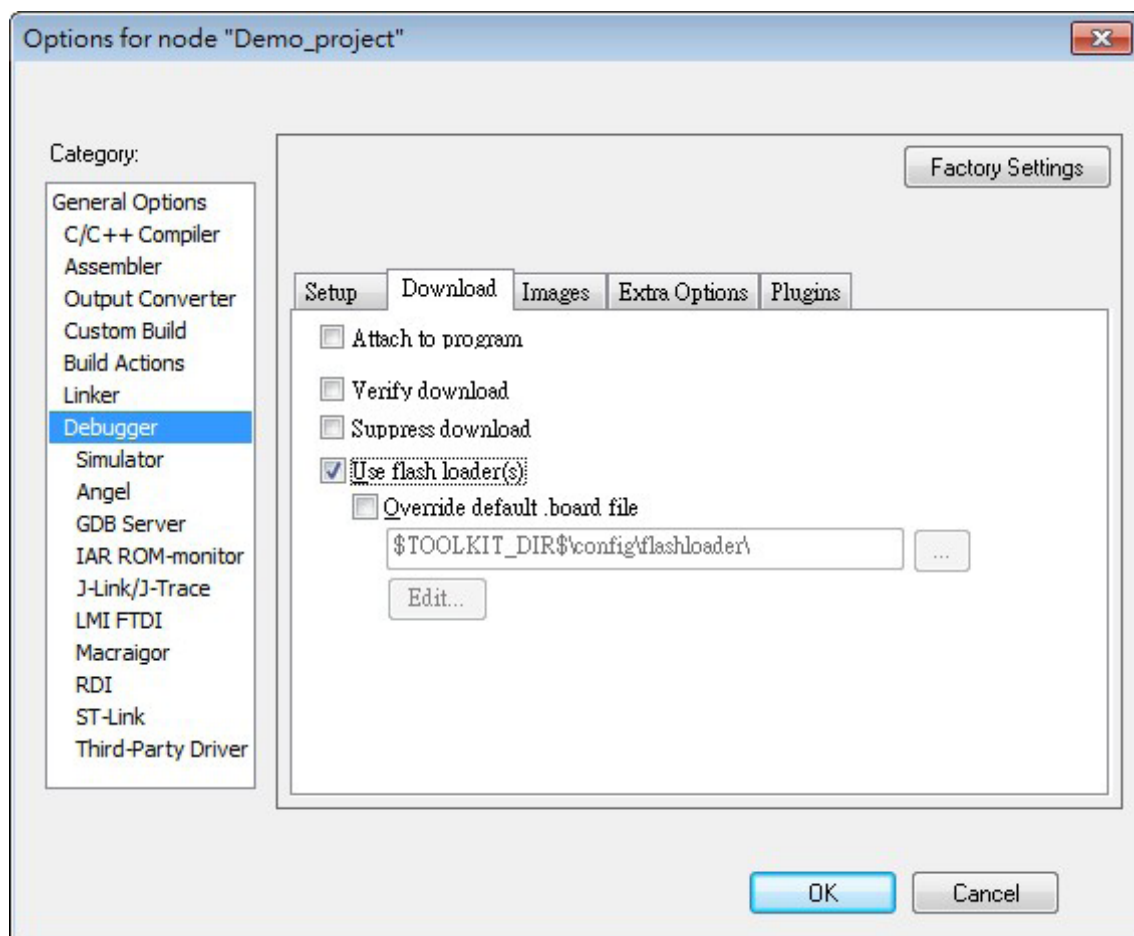 Options for node "Demo_project"
Category:
Factory Settings
General Options
C/C++ Compiler
Assembler
Output Converter
Custom Build
Build Actions
Linker
Debugger
Simulator
Angel
GDB Server
IAR ROM-monitor
J-Link/J-Trace
LMI FTDI
Macraigor
RDI
ST-Link
Third-Party Driver
Setup Download Images Extra Options Plugins
Attach to program
Verify download
Suppress download
Use flash loader(s)
Override default .board file
$TOOLKIT_DIR$\config\flashloader\
...
Edit...
OK Cancel